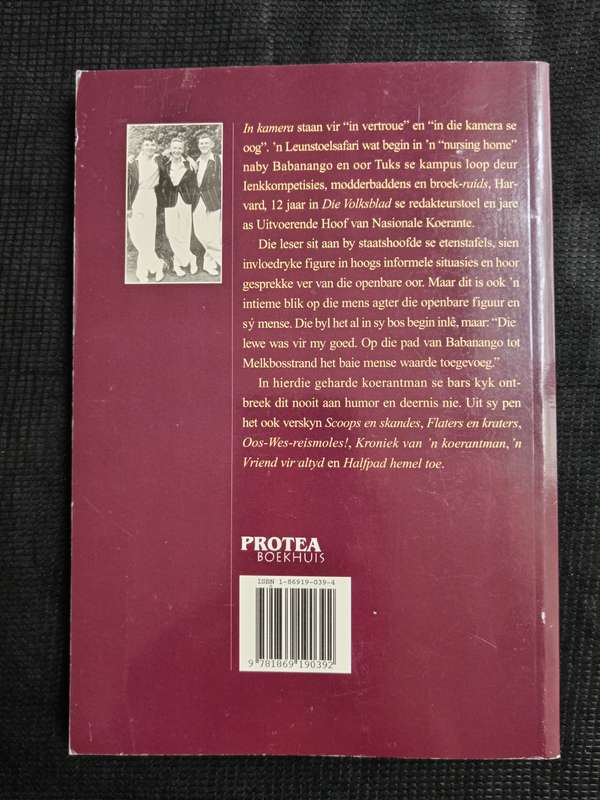 In kamera staan vir “in vertroue” en “in die kamera se
oog”. ’n Leunstoelsafari wat begin in ’n “nursing home”
naby Babanango en oor Tuks se kampus loop deur
Ienkkompetisies, modderbaddens en broek-raids, Har-
vard, 12 jaar in Die Volksblad se redakteurstoel en jare
as Uitvoerende Hoof van Nasionale Koerante.
Die leser sit aan by staatshoofde se etenstafels, sien
invloedryke figure in hoogs informele situasies en hoor
gesprekke ver van die openbare oor. Maar dit is ook ’n
intieme blik op die mens agter die openbare figuur en
sý mense. Die byl het al in sy bos begin inlê, maar: “Die
lewe was vir my goed. Op die pad van Babanango tot
Melkbosstrand het baie mense waarde toegevoeg.”
In hierdie geharde koerantman se bars kyk ont-
breek dit nooit aan humor en deernis nie. Uit sy pen
het ook verskyn Scoops en skandes, Flaters en kraters,
Oos-Wes-reismoles!, Kroniek van ’n koerantman, ’n
Vriend vir altyd en Halfpad hemel toe.
PROTEA
BOEKHUIS
ISBN 1-86919-039-4
9 781869 190392